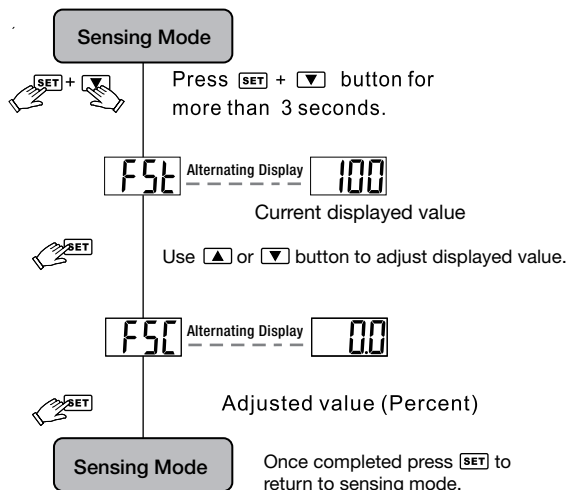 Sensing Mode
SET + ▼
Press SET + ▼ button for
more than 3 seconds.
FSt Alternating Display 100
Current displayed value
SET
Use ▲ or ▼ button to adjust displayed value.
FSC Alternating Display 0.0
SET
Adjusted value (Percent)
Sensing Mode
Once completed press SET to
return to sensing mode.